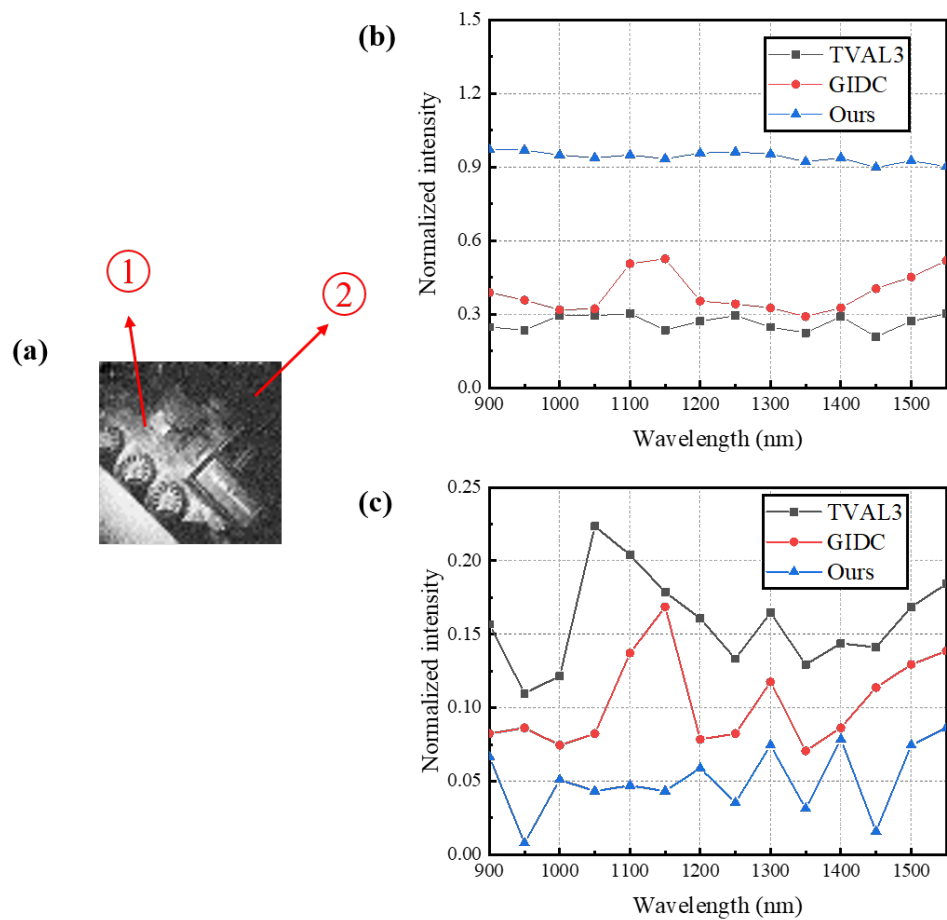 (a)
①
②
(b)
Normalized intensity
1.5
1.2
0.9
0.6
0.3
0.0
TVAL3
GIDC
Ours
900 1000 1100 1200 1300 1400 1500
Wavelength (nm)
(c)
Normalized intensity
0.25
0.20
0.15
0.10
0.05
0.00
TVAL3
GIDC
Ours
900 1000 1100 1200 1300 1400 1500
Wavelength (nm)